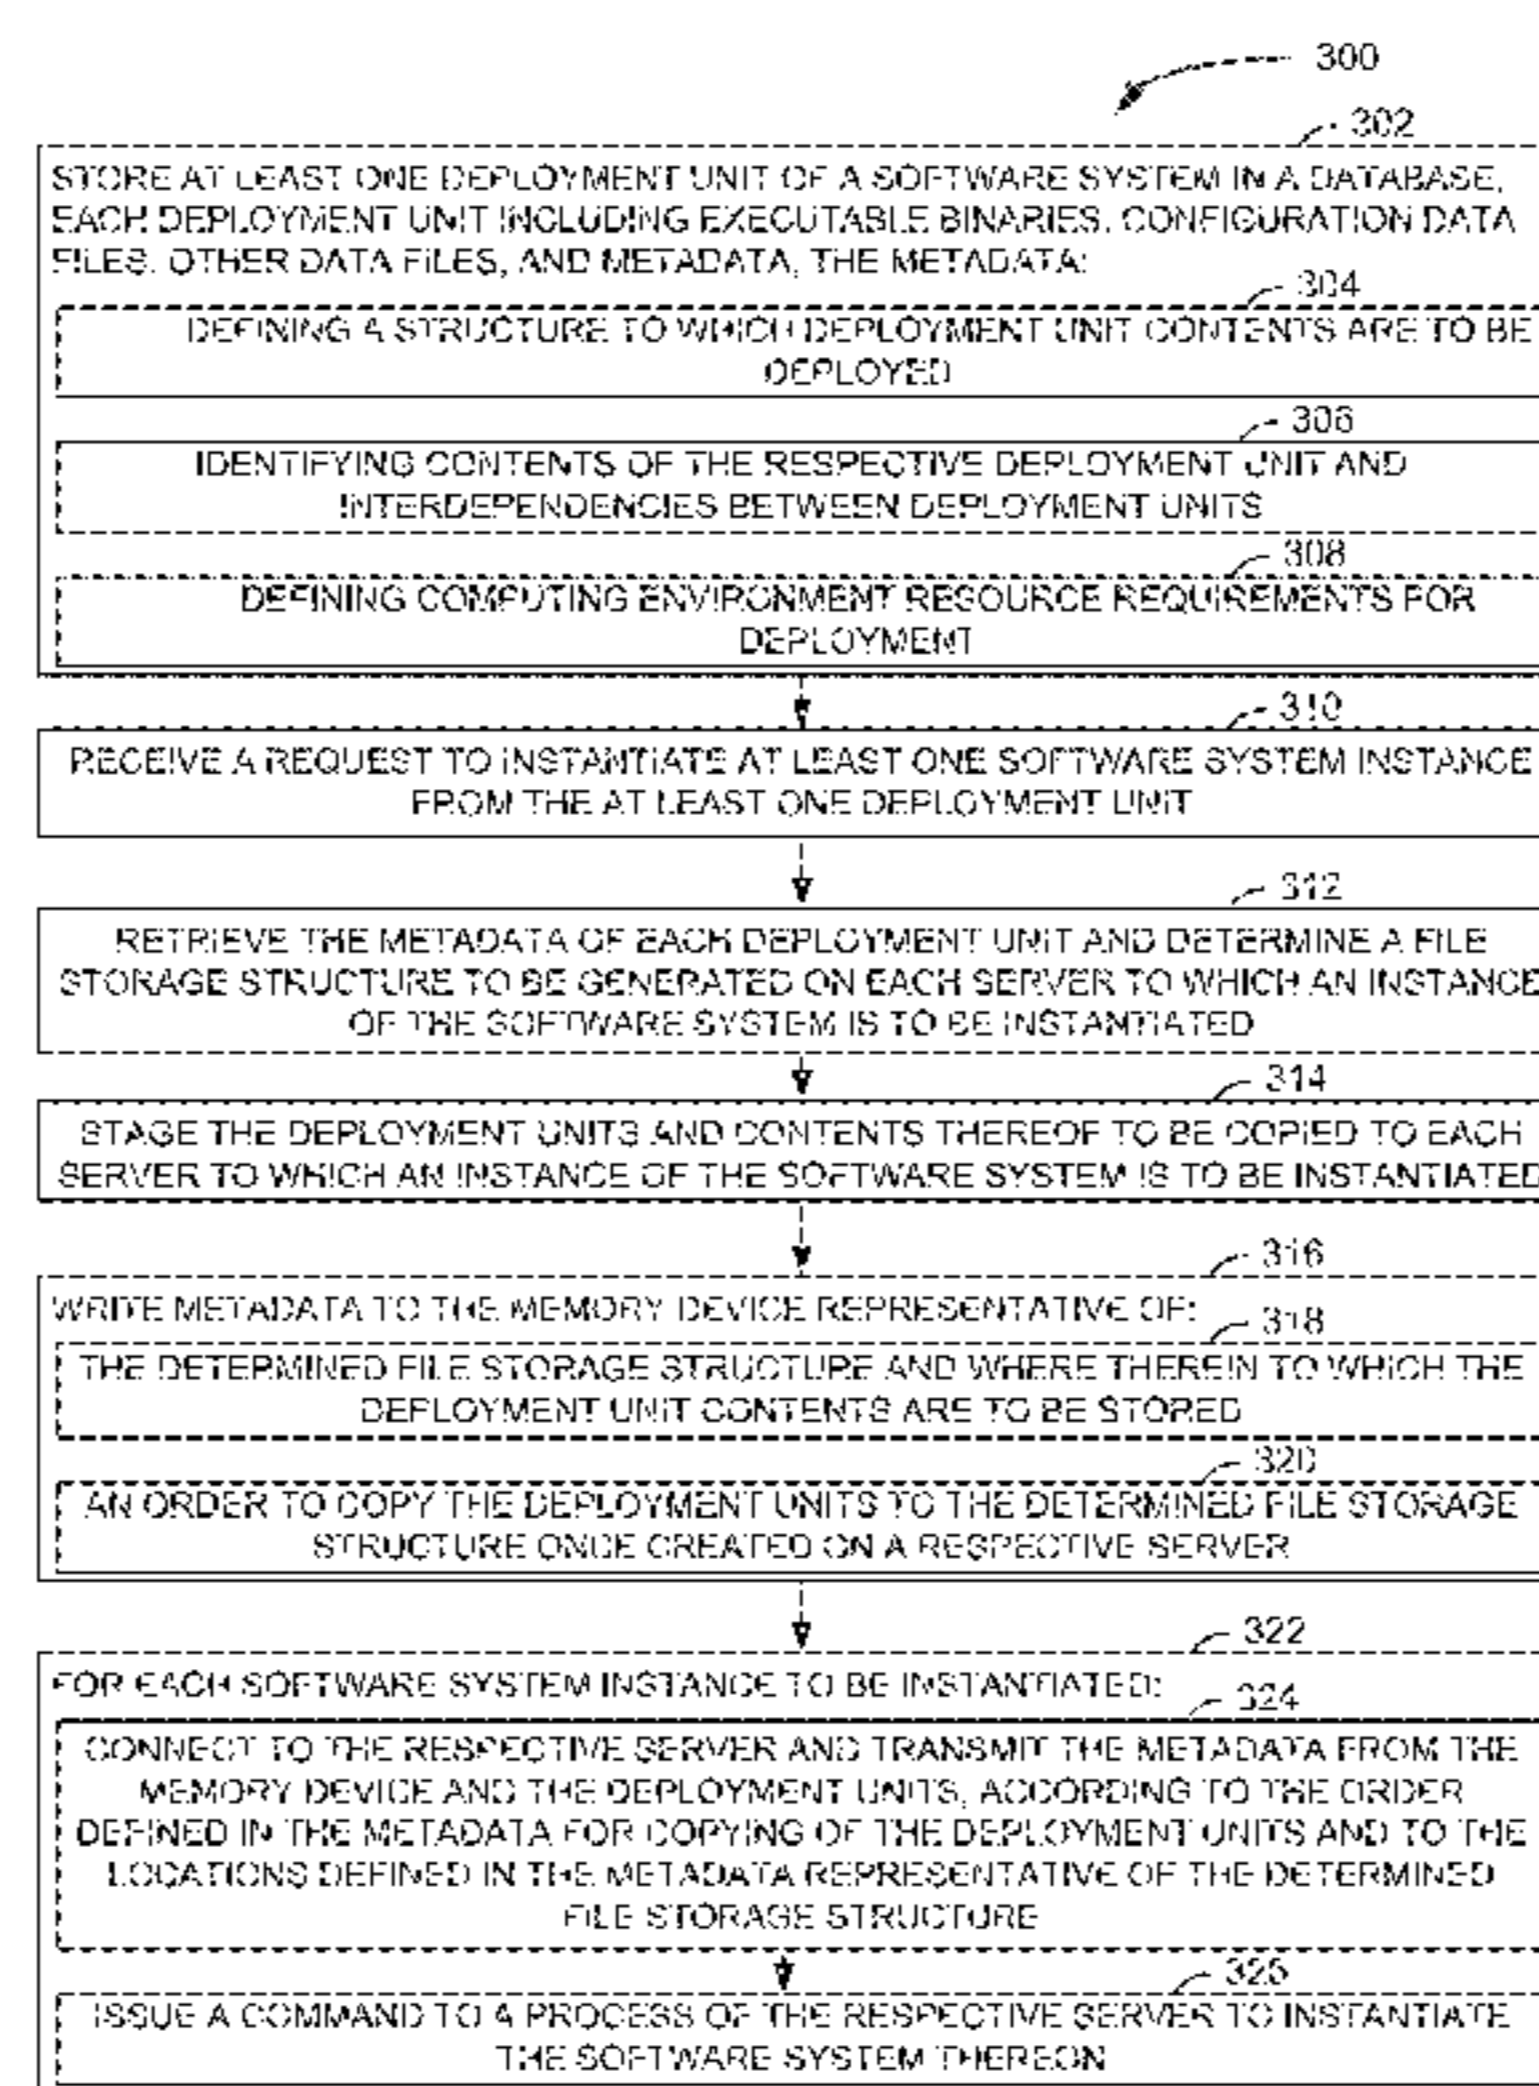 300
302
STORE AT LEAST ONE DEPLOYMENT UNIT OF A SOFTWARE SYSTEM IN A DATABASE,
EACH DEPLOYMENT UNIT INCLUDING EXECUTABLE BINARIES, CONFIGURATION DATA
FILES, OTHER DATA FILES, AND METADATA, THE METADATA:
304
DEFINING A STRUCTURE TO WHICH DEPLOYMENT UNIT CONTENTS ARE TO BE
DEPLOYED
306
IDENTIFYING CONTENTS OF THE RESPECTIVE DEPLOYMENT UNIT AND
INTERDEPENDENCIES BETWEEN DEPLOYMENT UNITS
308
DEFINING COMPUTING ENVIRONMENT RESOURCE REQUIREMENTS FOR
DEPLOYMENT
310
RECEIVE A REQUEST TO INSTANTIATE AT LEAST ONE SOFTWARE SYSTEM INSTANCE
FROM THE AT LEAST ONE DEPLOYMENT UNIT
312
RETRIEVE THE METADATA OF EACH DEPLOYMENT UNIT AND DETERMINE A FILE
STORAGE STRUCTURE TO BE GENERATED ON EACH SERVER TO WHICH AN INSTANCE
OF THE SOFTWARE SYSTEM IS TO BE INSTANTIATED
314
STAGE THE DEPLOYMENT UNITS AND CONTENTS THEREOF TO BE COPIED TO EACH
SERVER TO WHICH AN INSTANCE OF THE SOFTWARE SYSTEM IS TO BE INSTANTIATED
316
WRITE METADATA TO THE MEMORY DEVICE REPRESENTATIVE OF:
318
THE DETERMINED FILE STORAGE STRUCTURE AND WHERE THEREIN TO WHICH THE
DEPLOYMENT UNIT CONTENTS ARE TO BE STORED
320
AN ORDER TO COPY THE DEPLOYMENT UNITS TO THE DETERMINED FILE STORAGE
STRUCTURE ONCE CREATED ON A RESPECTIVE SERVER
322
FOR EACH SOFTWARE SYSTEM INSTANCE TO BE INSTANTIATED:
324
CONNECT TO THE RESPECTIVE SERVER AND TRANSMIT THE METADATA FROM THE
MEMORY DEVICE AND THE DEPLOYMENT UNITS, ACCORDING TO THE ORDER
DEFINED IN THE METADATA FOR COPYING OF THE DEPLOYMENT UNITS AND TO THE
LOCATIONS DEFINED IN THE METADATA REPRESENTATIVE OF THE DETERMINED
FILE STORAGE STRUCTURE
326
ISSUE A COMMAND TO A PROCESS OF THE RESPECTIVE SERVER TO INSTANTIATE
THE SOFTWARE SYSTEM THEREON